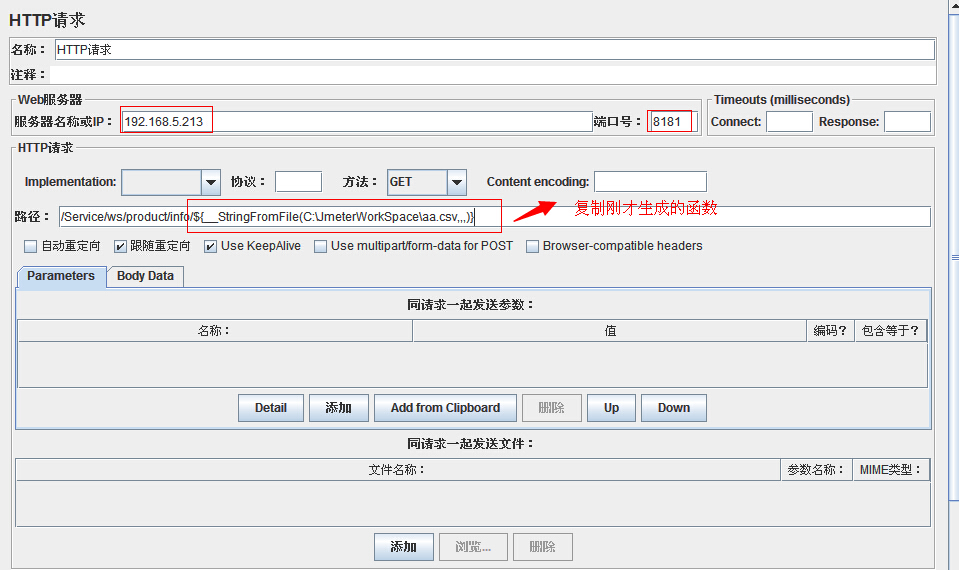 HTTP请求
名称： HTTP请求
注释：
Web服务器
Timeouts (milliseconds)
服务器名称或IP： 192.168.5.213 端口号： 8181 Connect: Response:
HTTP请求
Implementation: 协议： 方法： GET Content encoding:
复制刚才生成的函数
路径： /Service/ws/product/info/${__StringFromFile(C:\JmeterWorkSpace\aa.csv,,,)}
自动重定向 跟随重定向 Use KeepAlive Use multipart/form-data for POST Browser-compatible headers
Parameters Body Data
同请求一起发送参数：
名称： 值 编码? 包含等于?
Detail 添加 Add from Clipboard 删除 Up Down
同请求一起发送文件：
文件名称： 参数名称： MIME类型：
添加 浏览... 删除